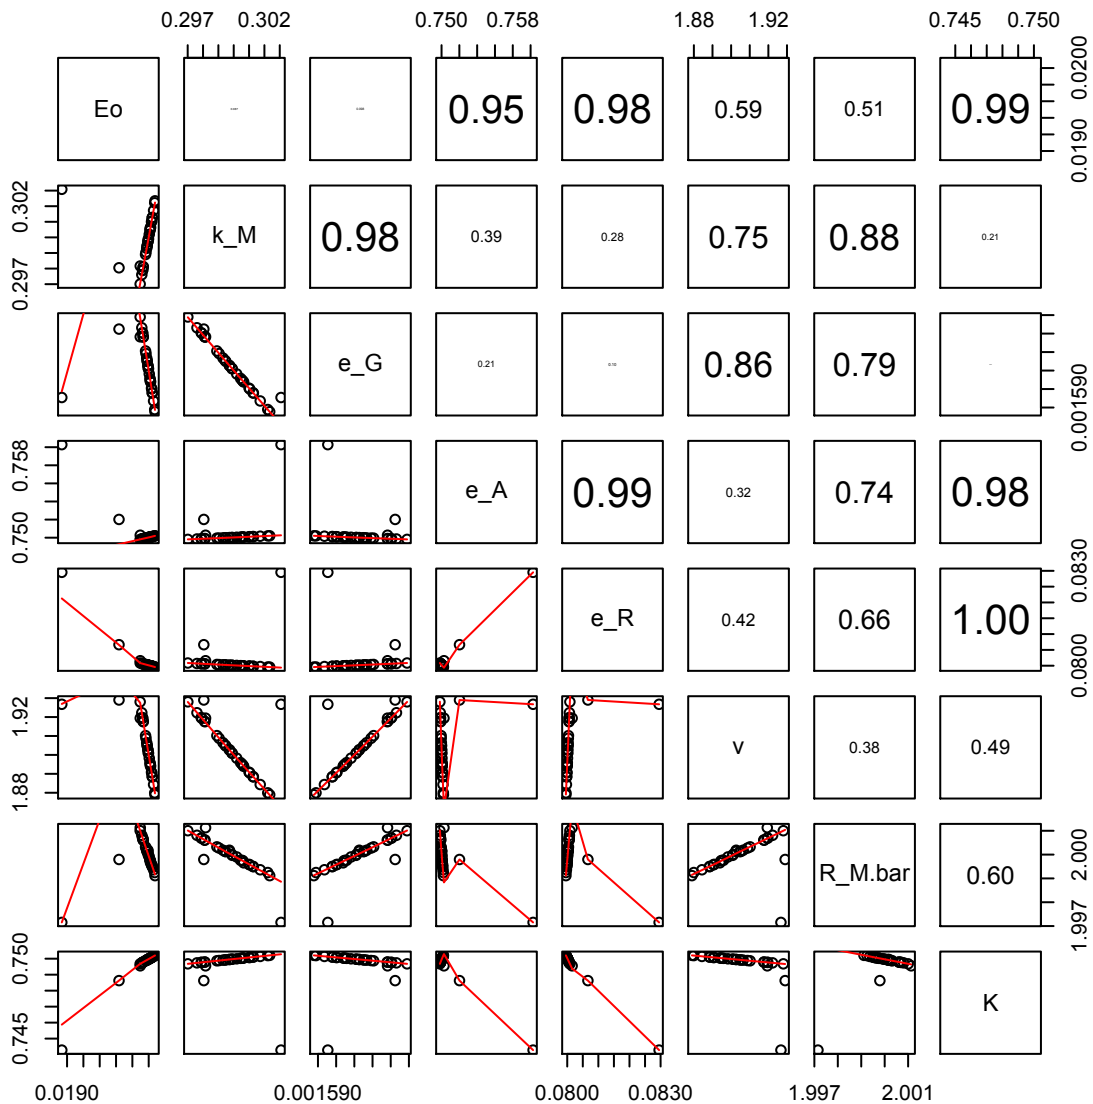 0.297 0.302 0.750 0.758 1.88 1.92 0.745 0.750
Eo 0.95 0.98 0.59 0.51 0.99 0.0190 0.0200
0.297 0.302 k_M 0.98 0.39 0.28 0.75 0.88 0.21
e_G 0.21 0.10 0.86 0.79 0.001590
0.750 0.758 e_A 0.99 0.32 0.74 0.98
e_R 0.42 0.66 1.00 0.0800 0.0830
1.88 1.92 v 0.38 0.49
R_M.bar 0.60 1.997 2.000
0.745 0.750 K
0.0190 0.001590 0.0800 0.0830 1.997 2.001